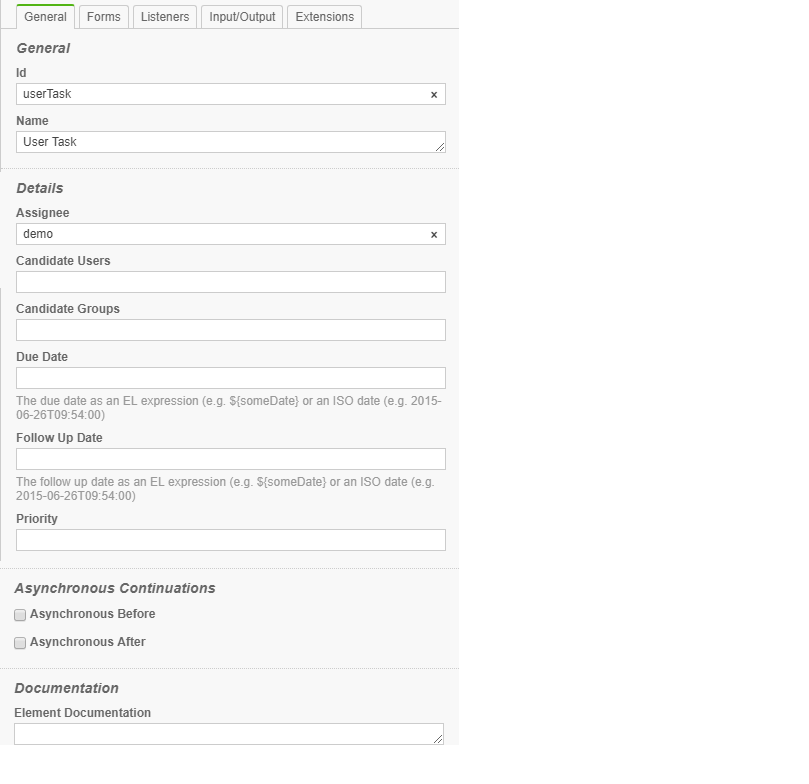 General Forms Listeners Input/Output Extensions
General
Id
userTask ×
Name
User Task
Details
Assignee
demo ×
Candidate Users
Candidate Groups
Due Date
The due date as an EL expression (e.g. ${someDate} or an ISO date (e.g. 2015-
06-26T09:54:00)
Follow Up Date
The follow up date as an EL expression (e.g. ${someDate} or an ISO date (e.g.
2015-06-26T09:54:00)
Priority
Asynchronous Continuations
Asynchronous Before
Asynchronous After
Documentation
Element Documentation